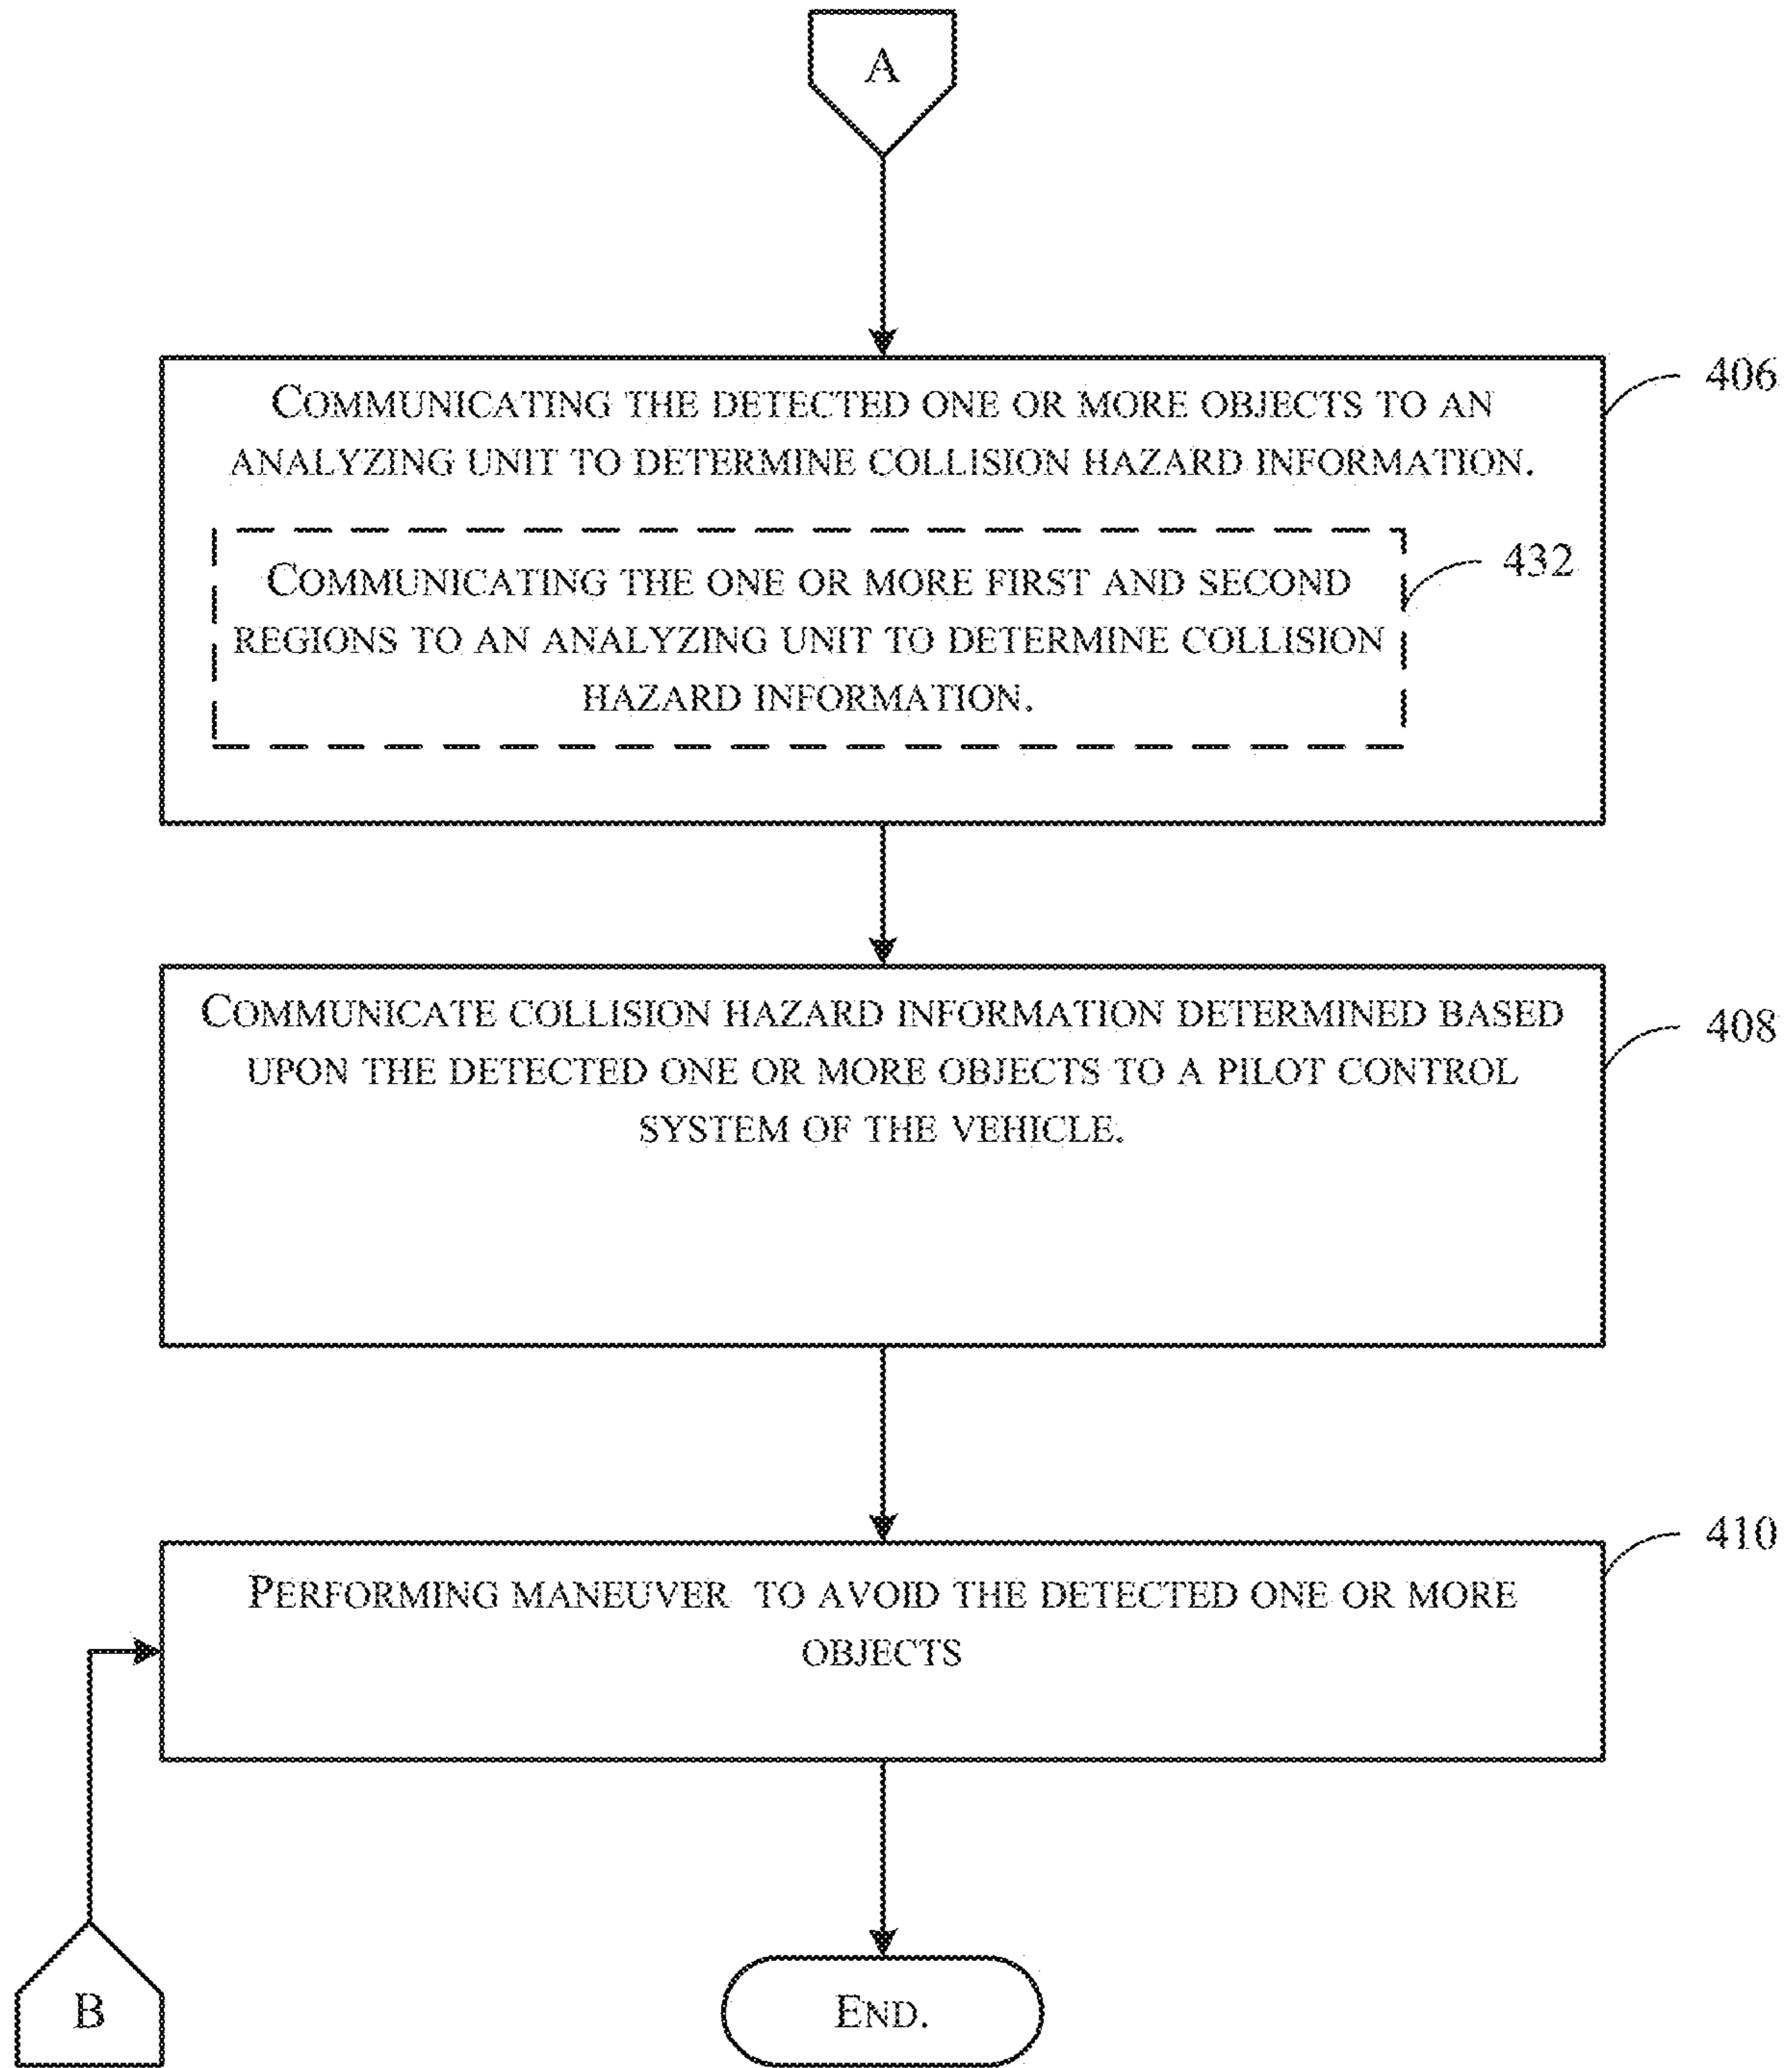 A
COMMUNICATING THE DETECTED ONE OR MORE OBJECTS TO AN
ANALYZING UNIT TO DETERMINE COLLISION HAZARD INFORMATION.
406
COMMUNICATING THE ONE OR MORE FIRST AND SECOND
REGIONS TO AN ANALYZING UNIT TO DETERMINE COLLISION
HAZARD INFORMATION.
432
COMMUNICATE COLLISION HAZARD INFORMATION DETERMINED BASED
UPON THE DETECTED ONE OR MORE OBJECTS TO A PILOT CONTROL
SYSTEM OF THE VEHICLE.
408
PERFORMING MANEUVER TO AVOID THE DETECTED ONE OR MORE
OBJECTS
410
B
END.